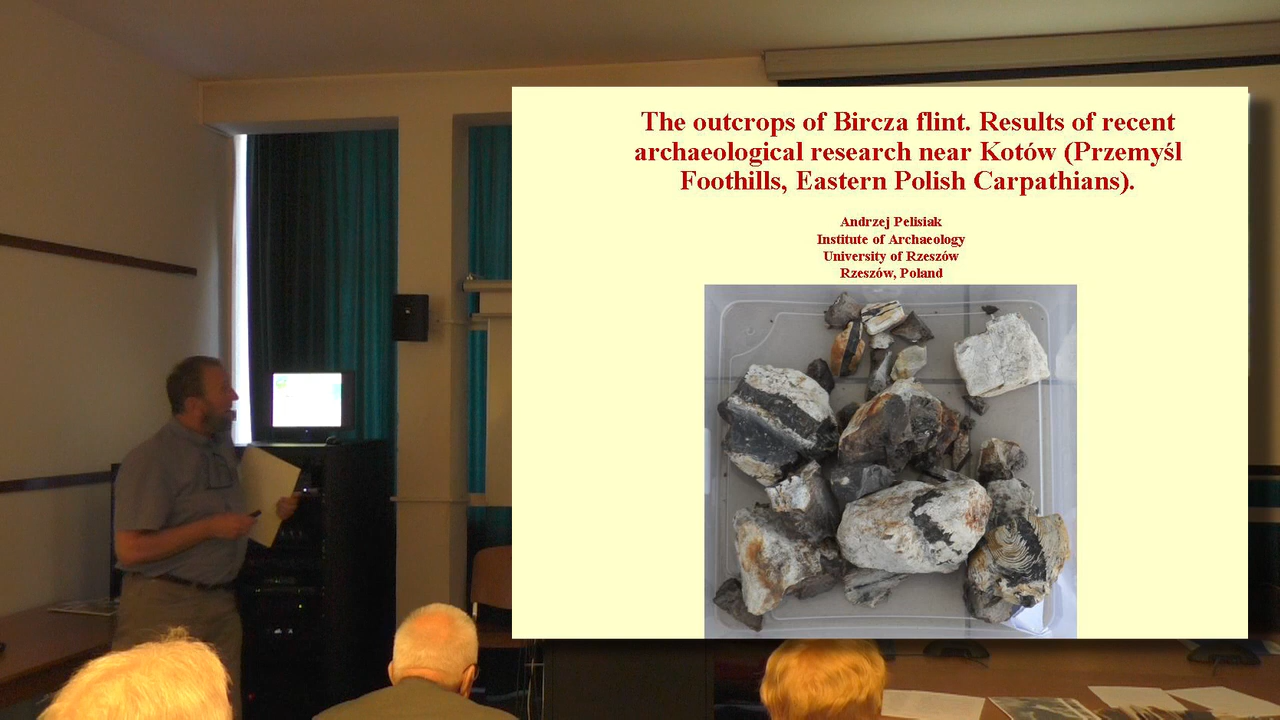 The outcrops of Bircza flint. Results of recent
archaeological research near Kotów (Przemyśl
Foothills, Eastern Polish Carpathians).
Andrzej Pelisiak
Institute of Archaeology
University of Rzeszów
Rzeszów, Poland